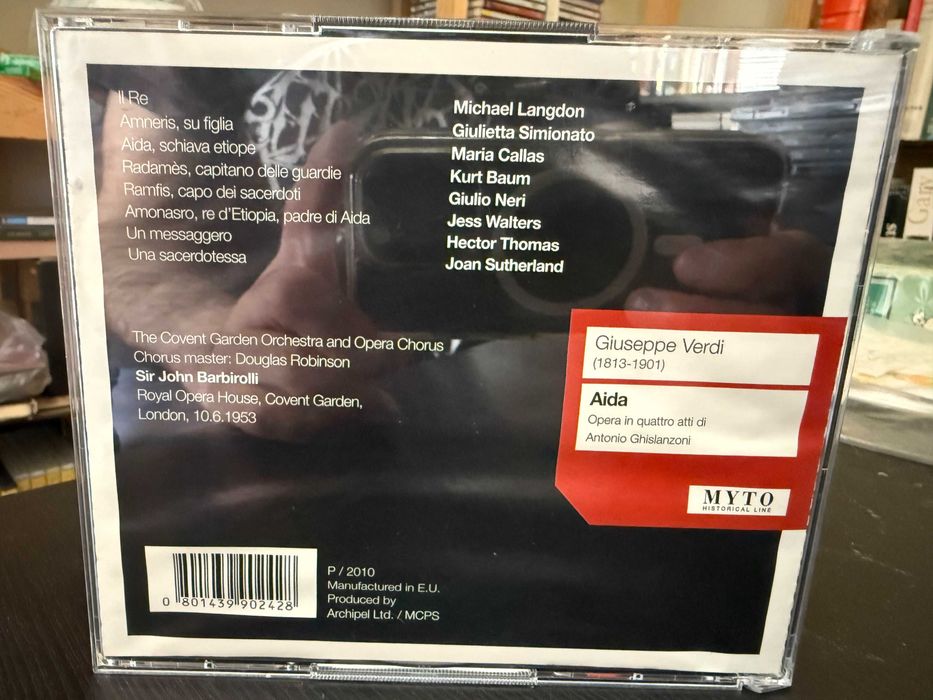 Il Re
Michael Langdon
Amneris, su figlia
Giulietta Simionato
Aida, schiava etiope
Maria Callas
Radamès, capitano delle guardie
Kurt Baum
Ramfis, capo dei sacerdoti
Giulio Neri
Amonasro, re d'Etiopia, padre di Aida
Jess Walters
Un messaggero
Hector Thomas
Una sacerdotessa
Joan Sutherland
The Covent Garden Orchestra and Opera Chorus
Chorus master: Douglas Robinson
Sir John Barbirolli
Royal Opera House, Covent Garden,
London, 10.6.1953
Giuseppe Verdi
(1813-1901)
Aida
Opera in quattro atti di
Antonio Ghislanzoni
MYTO
HISTORICAL LINE
0 801439 902428
P / 2010
Manufactured in E.U.
Produced by
Archipel Ltd. / MCPS